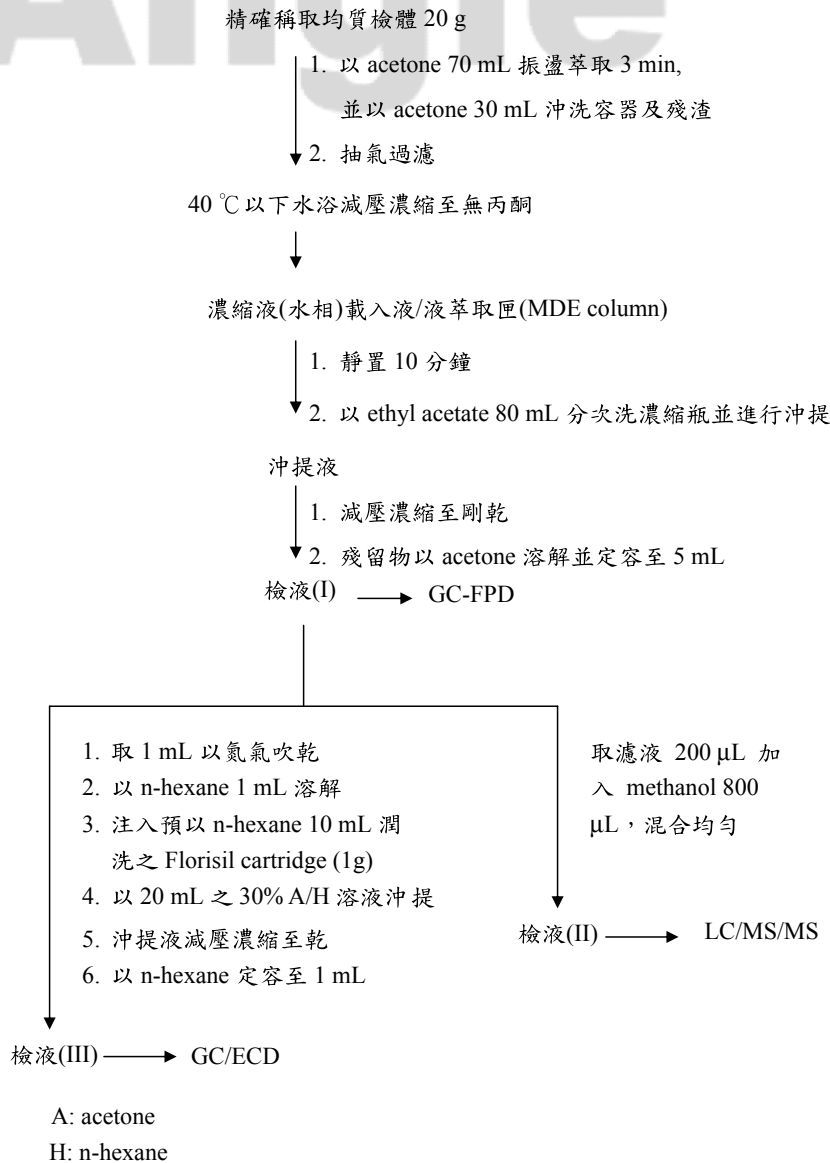 Angle
精確稱取均質檢體 20 g
1. 以 acetone 70 mL 振盪萃取 3 min,
並以 acetone 30 mL 沖洗容器及殘渣
2. 抽氣過濾
40 ℃以下水浴減壓濃縮至無丙酮
濃縮液(水相)載入液/液萃取匣(MDE column)
1. 靜置 10 分鐘
2. 以 ethyl acetate 80 mL 分次洗濃縮瓶並進行沖提
沖提液
1. 減壓濃縮至剛乾
2. 殘留物以 acetone 溶解並定容至 5 mL
檢液(I) GC-FPD
1. 取 1 mL 以氮氣吹乾
2. 以 n-hexane 1 mL 溶解
3. 注入預以 n-hexane 10 mL 潤
洗之 Florisil cartridge (1g)
4. 以 20 mL 之 30% A/H 溶液沖提
5. 沖提液減壓濃縮至乾
6. 以 n-hexane 定容至 1 mL
檢液(III) GC/ECD
取濾液 200 μL 加
入 methanol 800
μL，混合均勻
檢液(II) LC/MS/MS
A: acetone
H: n-hexane